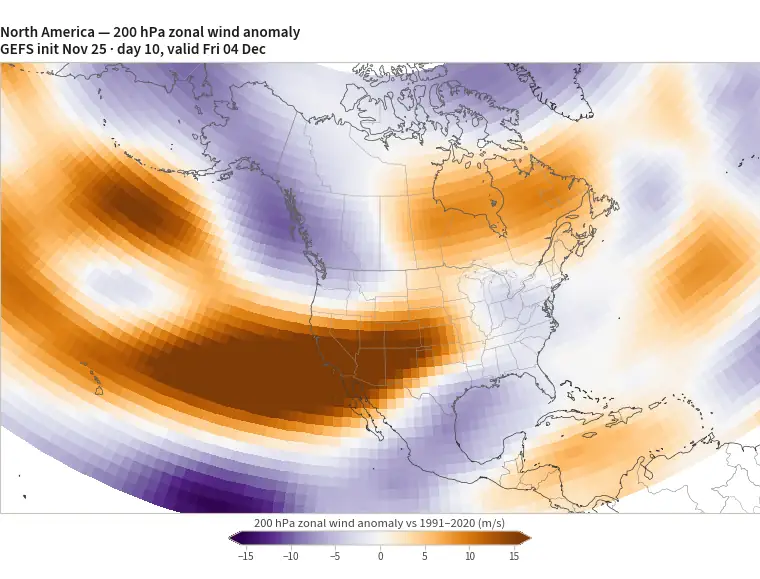 North America — 200 hPa zonal wind anomaly
GEFS init Nov 25 · day 10, valid Fri 04 Dec
200 hPa zonal wind anomaly vs 1991–2020 (m/s)
−15 −10 −5 0 5 10 15